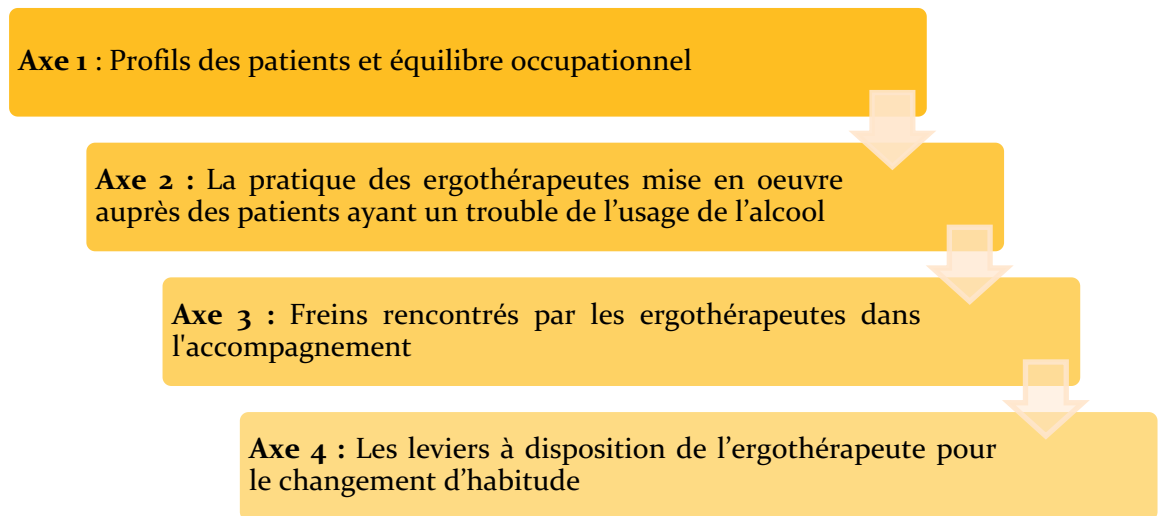 Axe 1 : Profils des patients et équilibre occupationnel
Axe 2 : La pratique des ergothérapeutes mise en oeuvre
auprès des patients ayant un trouble de l’usage de l’alcool
Axe 3 : Freins rencontrés par les ergothérapeutes dans
l'accompagnement
Axe 4 : Les leviers à disposition de l’ergothérapeute pour
le changement d’habitude